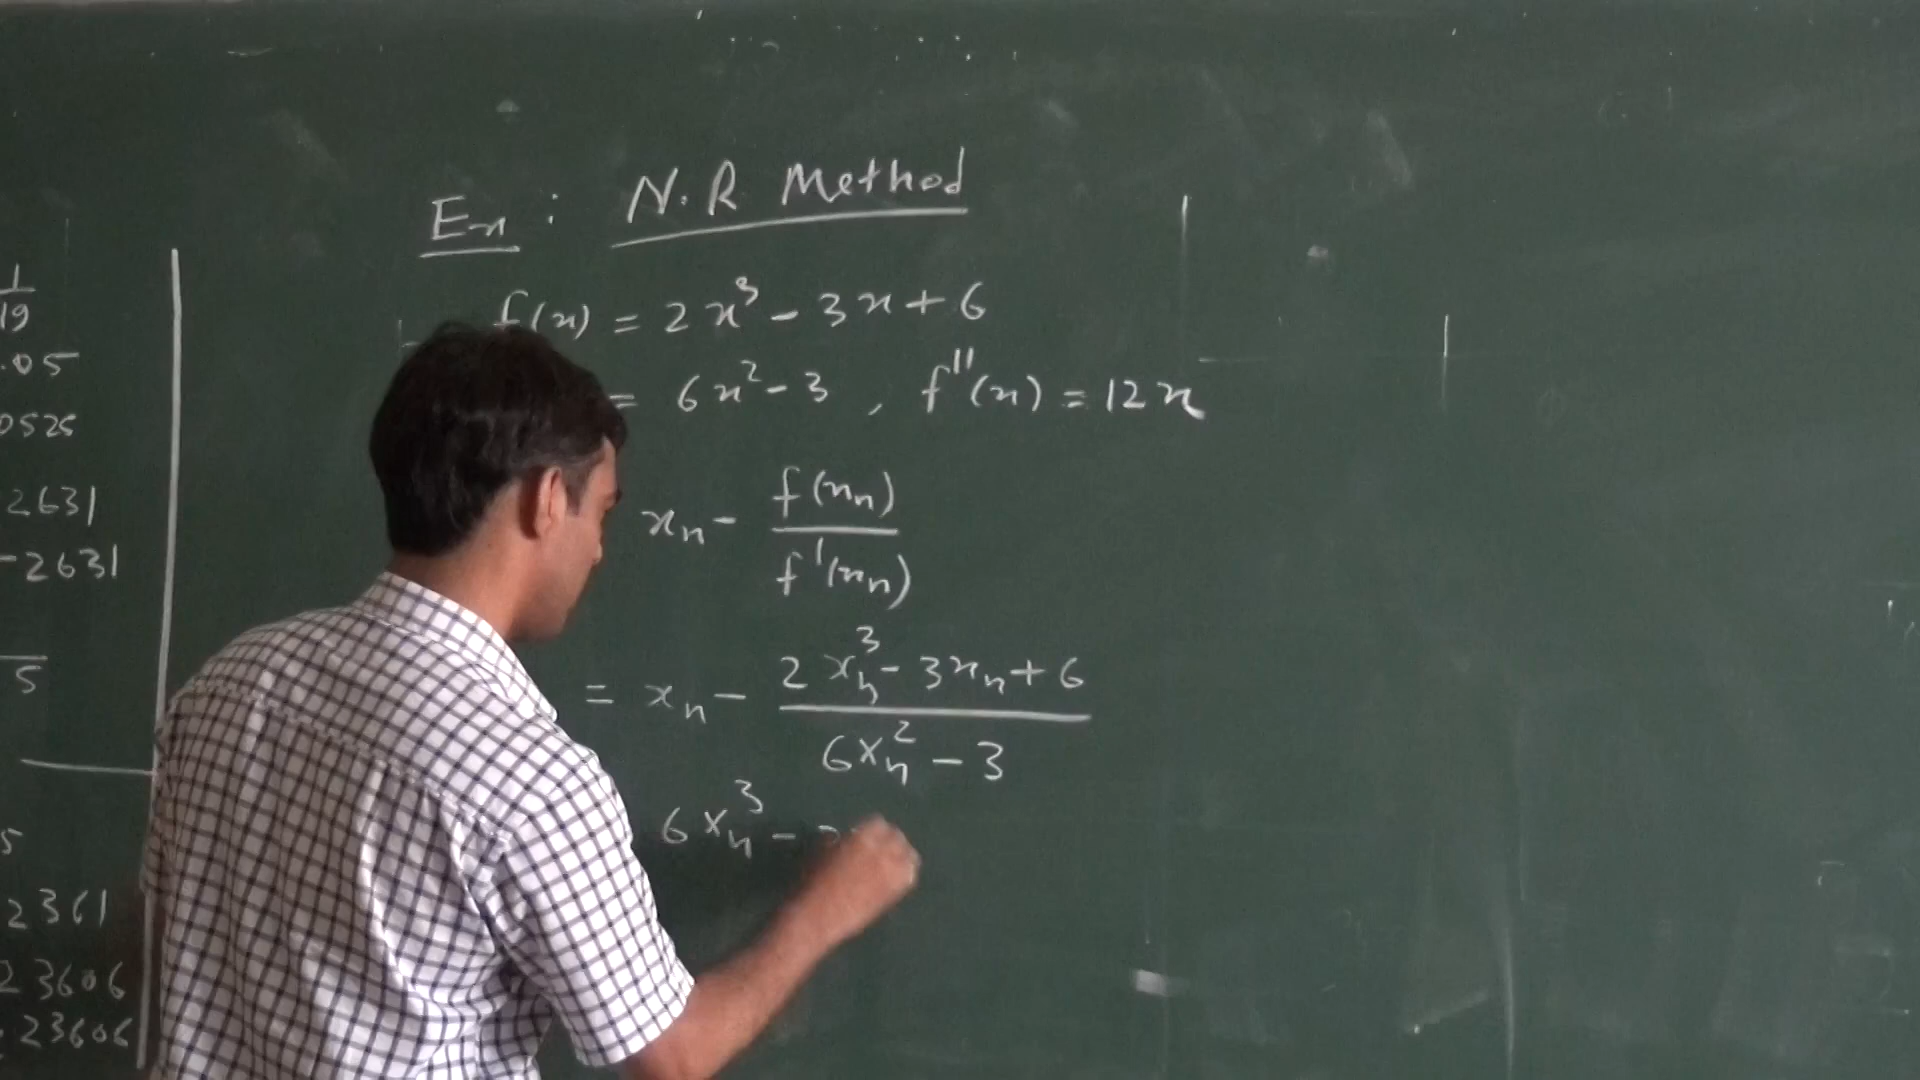 1
19
.05
0525
2631
-2631
5
5
2361
23606
.23606
Ex : N.R Method
f(x) = 2x³ - 3x + 6
= 6x² - 3 , f''(x) = 12x
xₙ - f(xₙ) / f'(xₙ)
= xₙ - 2xₙ³ - 3xₙ + 6 / 6xₙ² - 3
6xₙ³ -